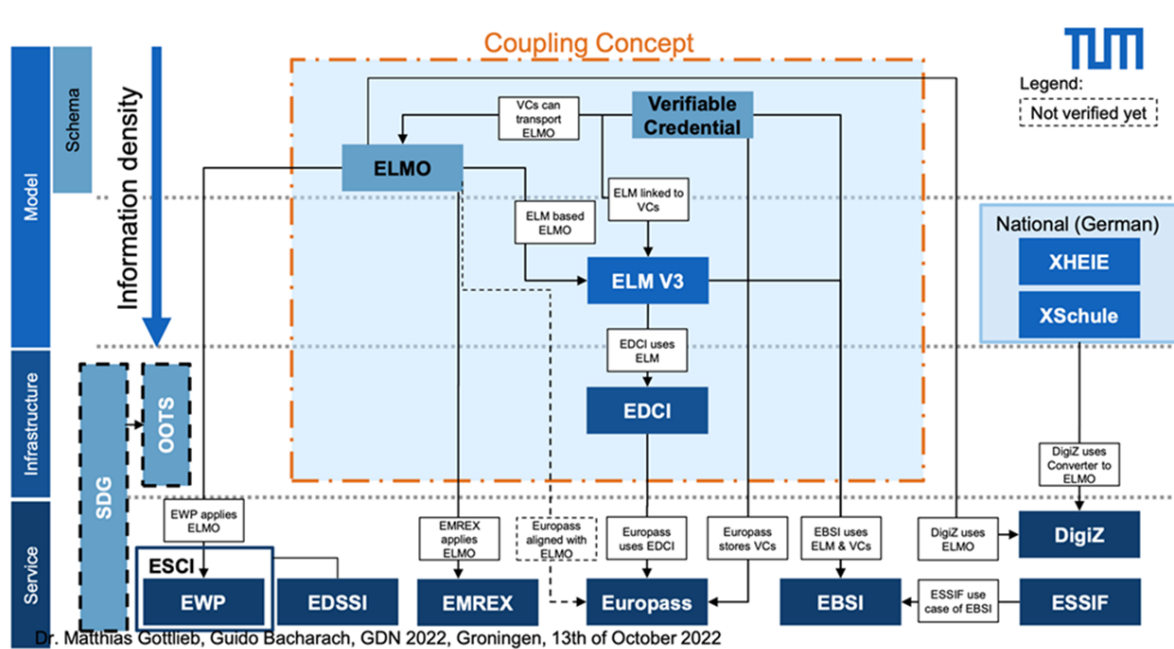 Coupling Concept
TUM
Legend:
Not verified yet
Model
Schema
Information density
VCs can
transport
ELMO
Verifiable
Credential
ELMO
ELM linked to
VCs
ELM based
ELMO
National (German)
XHEIE
XSchule
ELM V3
EDCI uses
ELM
Infrastructure
SDG
OOTS
EDCI
DigiZ uses
Converter to
ELMO
Service
EWP applies
ELMO
EMREX
applies
ELMO
Europass
aligned with
ELMO
Europass
uses EDCI
Europass
stores VCs
EBSI uses
ELM & VCs
DigiZ uses
ELMO
DigiZ
ESCI
EWP
EDSSI
EMREX
Europass
EBSI
ESSIF use
case of EBSI
ESSIF
Dr. Matthias Gottlieb, Guido Bacharach, GDN 2022, Groningen, 13th of October 2022